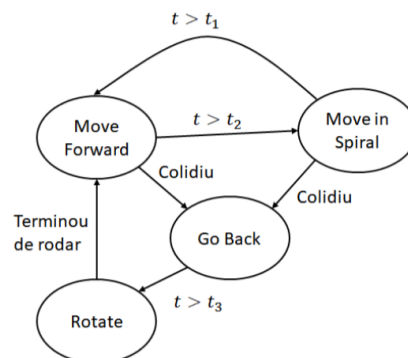 t > t₁
Move
Forward
t > t₂
Move in
Spiral
Colidiu
Colidiu
Terminou
de rodar
Go Back
t > t₃
Rotate